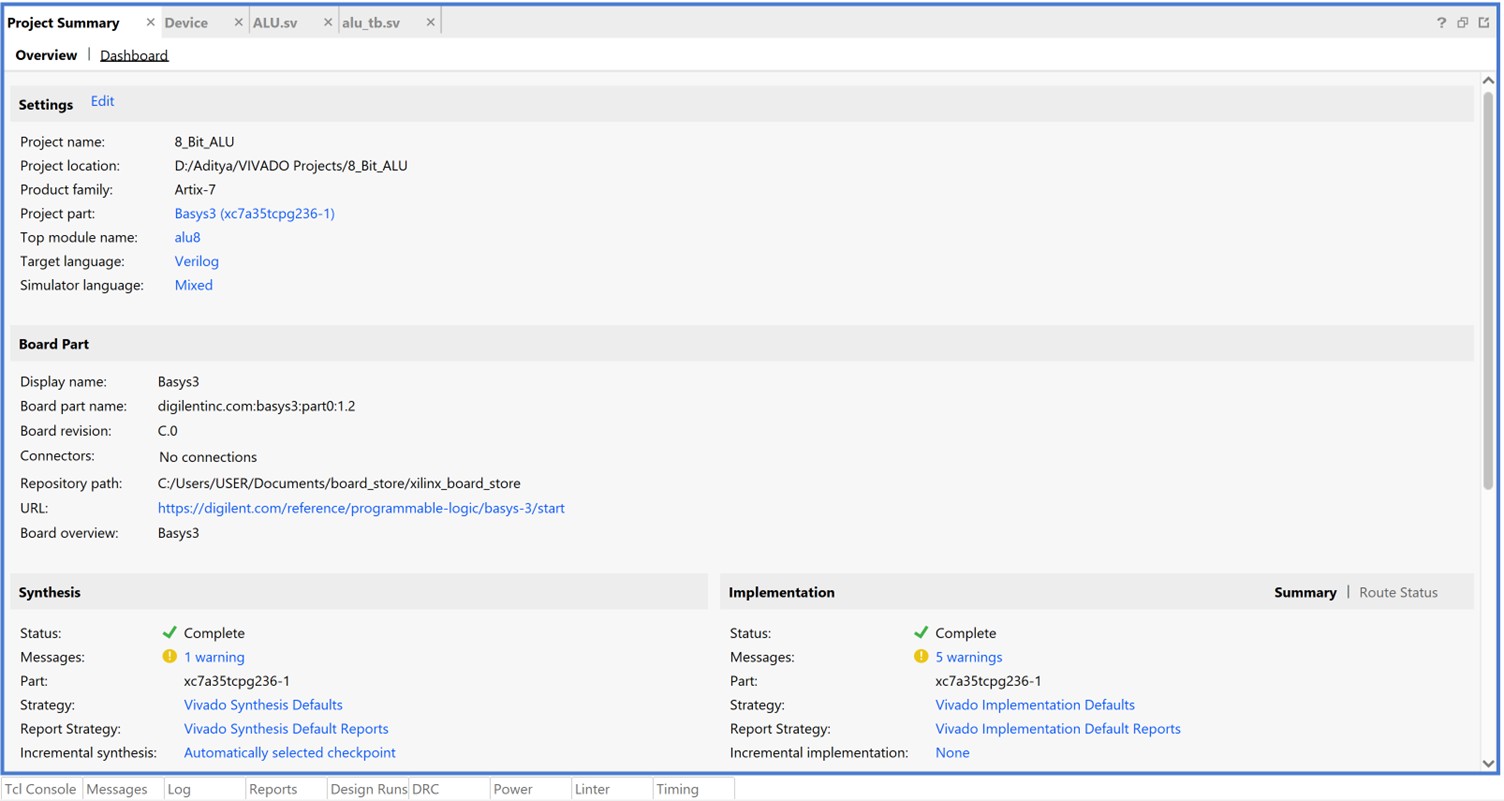 Project Summary × Device × ALU.sv × alu_tb.sv × ?
Overview | Dashboard
Settings Edit
Project name: 8_Bit_ALU
Project location: D:/Aditya/VIVADO Projects/8_Bit_ALU
Product family: Artix-7
Project part: Basys3 (xc7a35tcpg236-1)
Top module name: alu8
Target language: Verilog
Simulator language: Mixed
Board Part
Display name: Basys3
Board part name: digilentinc.com:basys3:part0:1.2
Board revision: C.0
Connectors: No connections
Repository path: C:/Users/USER/Documents/board_store/xilinx_board_store
URL: https://digilent.com/reference/programmable-logic/basys-3/start
Board overview: Basys3
Synthesis
Status: Complete
Messages: 1 warning
Part: xc7a35tcpg236-1
Strategy: Vivado Synthesis Defaults
Report Strategy: Vivado Synthesis Default Reports
Incremental synthesis: Automatically selected checkpoint
Implementation Summary | Route Status
Status: Complete
Messages: 5 warnings
Part: xc7a35tcpg236-1
Strategy: Vivado Implementation Defaults
Report Strategy: Vivado Implementation Default Reports
Incremental implementation: None
Tcl Console Messages Log Reports Design Runs DRC Power Linter Timing